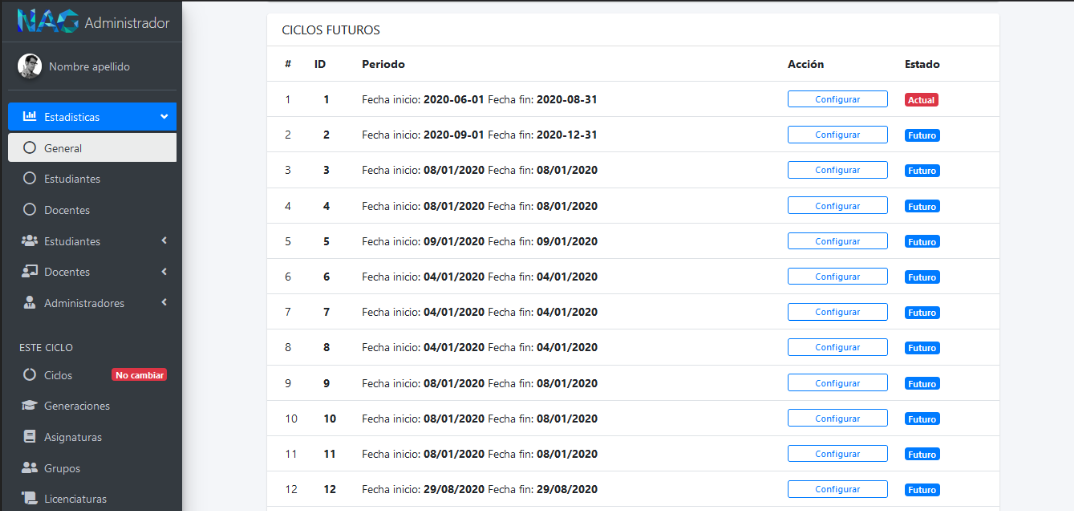 NAG Administrador
Nombre apellido
Estadisticas
General
Estudiantes
Docentes
Estudiantes
Docentes
Administradores
ESTE CICLO
Ciclos No cambiar
Generaciones
Asignaturas
Grupos
Licenciaturas
CICLOS FUTUROS
# ID Periodo Acción Estado
1 1 Fecha inicio: 2020-06-01 Fecha fin: 2020-08-31 Configurar Actual
2 2 Fecha inicio: 2020-09-01 Fecha fin: 2020-12-31 Configurar Futuro
3 3 Fecha inicio: 08/01/2020 Fecha fin: 08/01/2020 Configurar Futuro
4 4 Fecha inicio: 08/01/2020 Fecha fin: 08/01/2020 Configurar Futuro
5 5 Fecha inicio: 09/01/2020 Fecha fin: 09/01/2020 Configurar Futuro
6 6 Fecha inicio: 04/01/2020 Fecha fin: 04/01/2020 Configurar Futuro
7 7 Fecha inicio: 04/01/2020 Fecha fin: 04/01/2020 Configurar Futuro
8 8 Fecha inicio: 04/01/2020 Fecha fin: 04/01/2020 Configurar Futuro
9 9 Fecha inicio: 08/01/2020 Fecha fin: 08/01/2020 Configurar Futuro
10 10 Fecha inicio: 08/01/2020 Fecha fin: 08/01/2020 Configurar Futuro
11 11 Fecha inicio: 08/01/2020 Fecha fin: 08/01/2020 Configurar Futuro
12 12 Fecha inicio: 29/08/2020 Fecha fin: 29/08/2020 Configurar Futuro